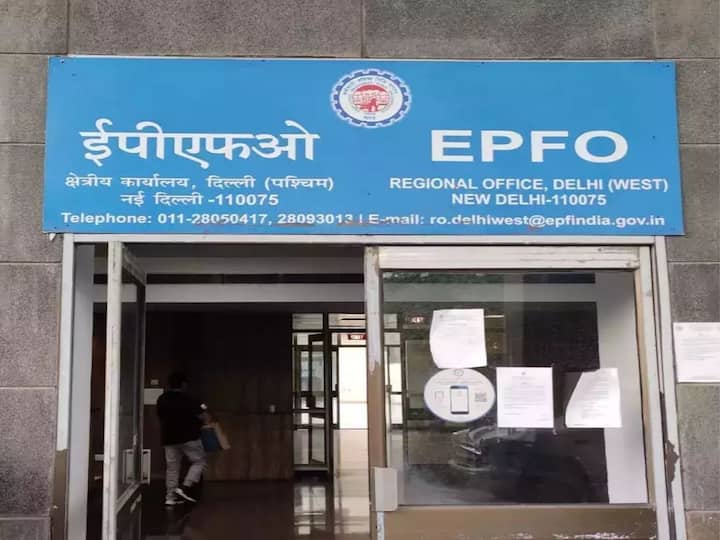 ईपीएफओ
क्षेत्रीय कार्यालय, दिल्ली (पश्चिम)
नई दिल्ली -110075
EPFO
REGIONAL OFFICE, DELHI (WEST)
NEW DELHI-110075
Telephone: 011-28050417, 28093013 | E-mail: ro.delhiwest@epfindia.gov.in